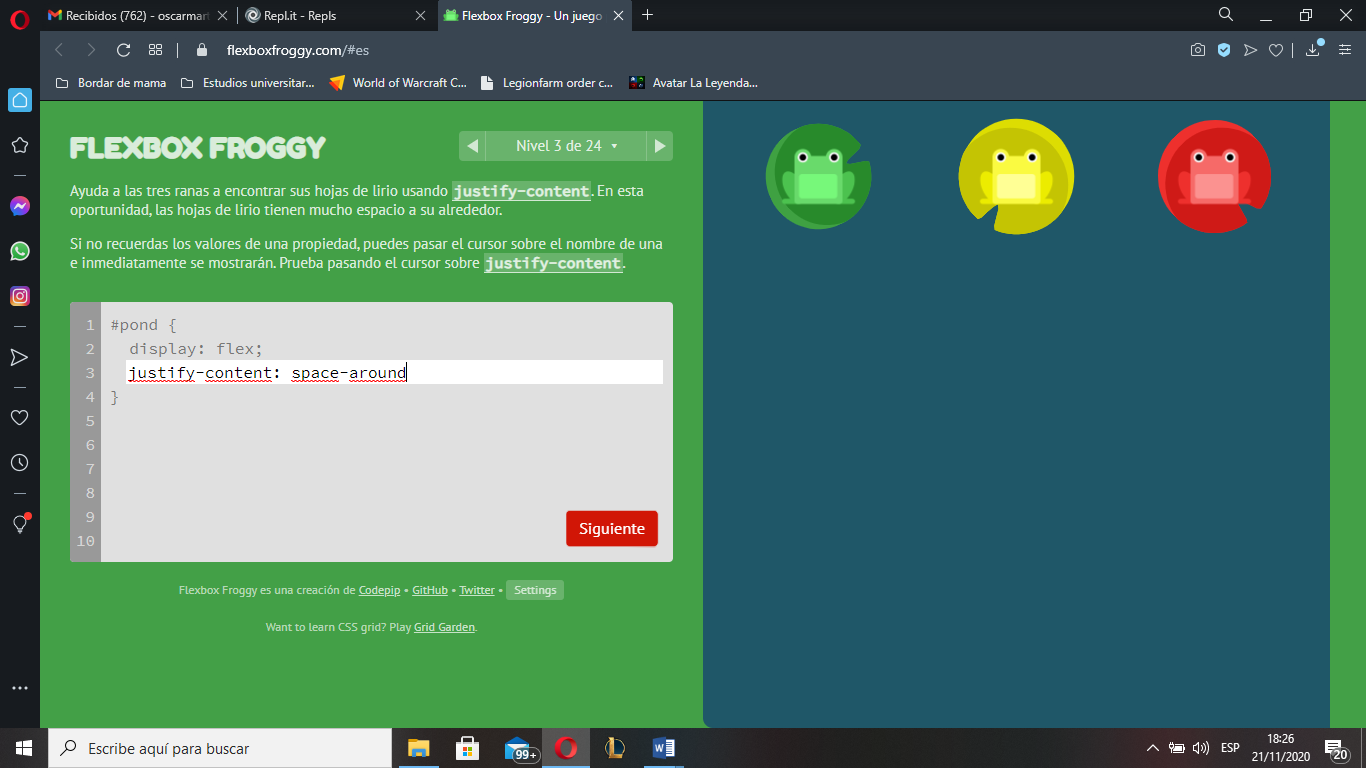 Recibidos (762) - oscarmar
Repl.it - Repls
Flexbox Froggy - Un juego
flexboxfroggy.com/#es
Bordar de mama
Estudios universitar...
World of Warcraft C...
Legionfarm order c...
Avatar La Leyenda...
FLEXBOX FROGGY
Nivel 3 de 24
Ayuda a las tres ranas a encontrar sus hojas de lirio usando justify-content. En esta
oportunidad, las hojas de lirio tienen mucho espacio a su alrededor.
Si no recuerdas los valores de una propiedad, puedes pasar el cursor sobre el nombre de una
e inmediatamente se mostrarán. Prueba pasando el cursor sobre justify-content.
1 #pond {
2 display: flex;
3 justify-content: space-around
4 }
5
6
7
8
9
10
Siguiente
Flexbox Froggy es una creación de Codepip • GitHub • Twitter • Settings
Want to learn CSS grid? Play Grid Garden.
Escribe aquí para buscar
99+
ESP
18:26
21/11/2020
20